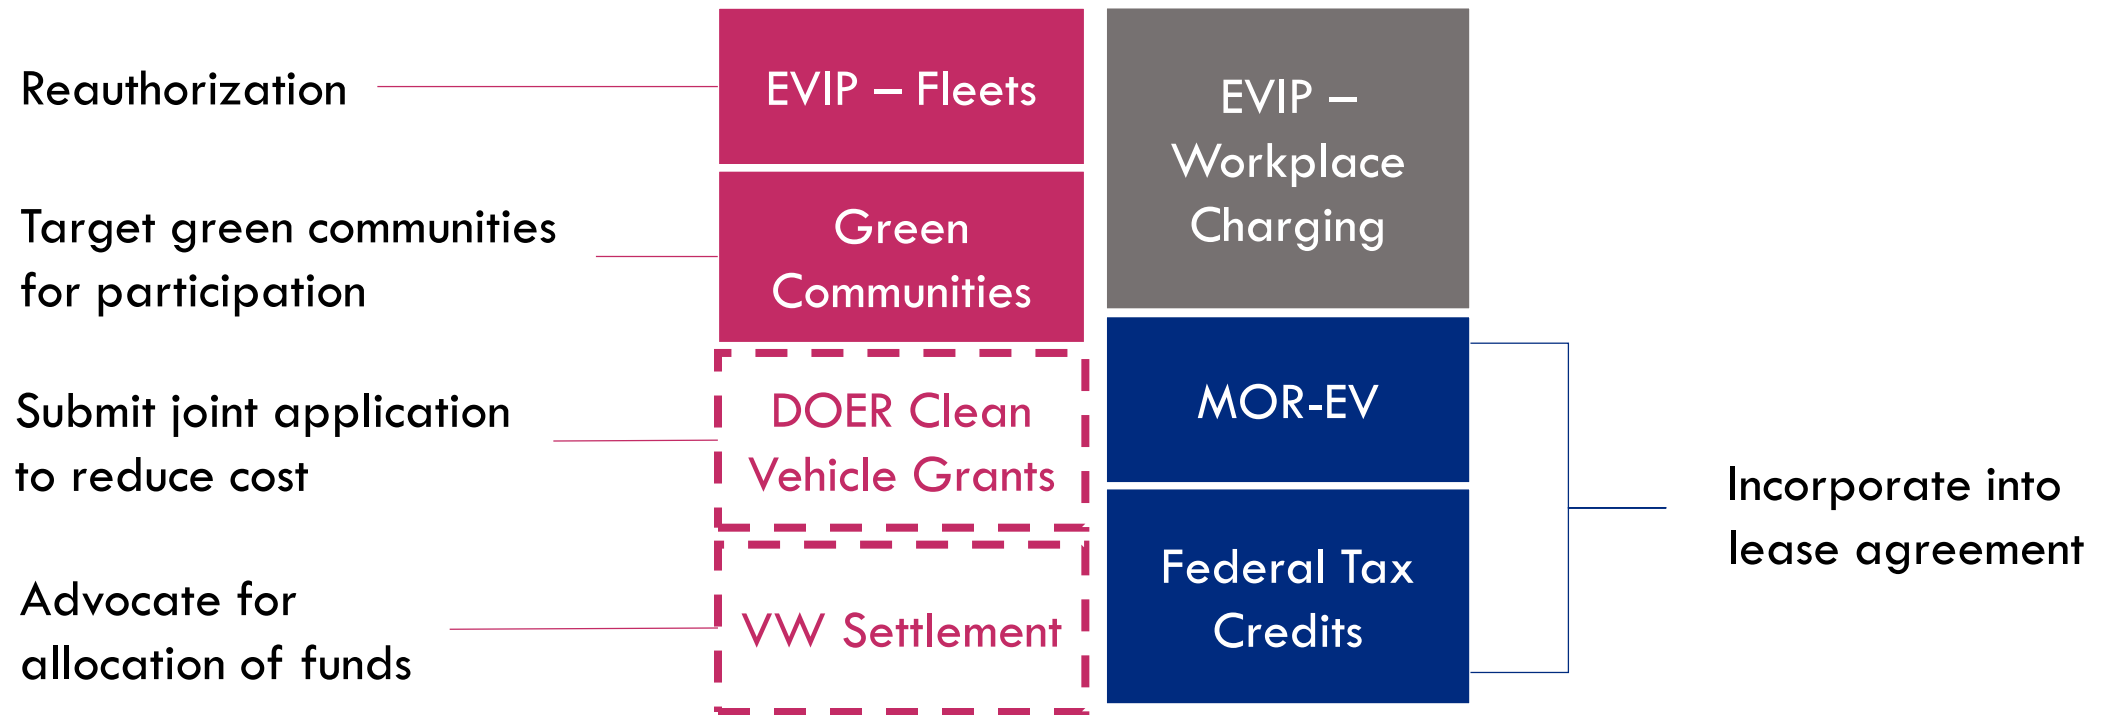 Reauthorization
Target green communities
for participation
Submit joint application
to reduce cost
Advocate for
allocation of funds
EVIP – Fleets
Green
Communities
DOER Clean
Vehicle Grants
VW Settlement
EVIP –
Workplace
Charging
MOR-EV
Federal Tax
Credits
Incorporate into
lease agreement